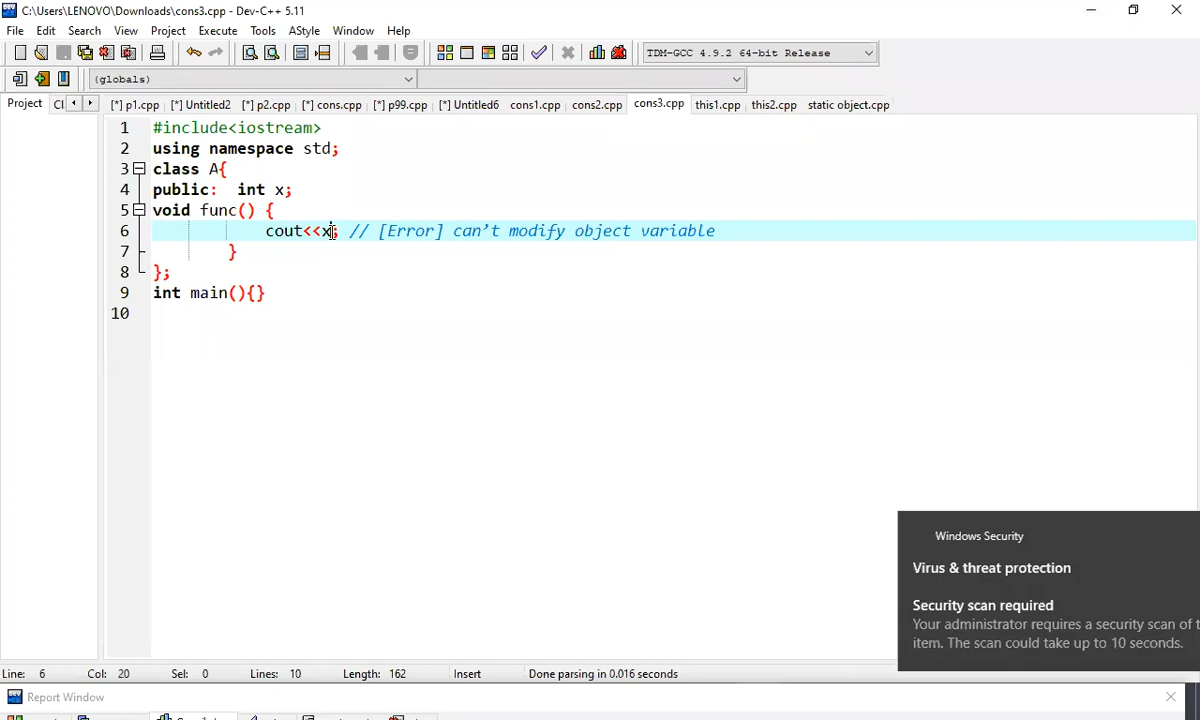 C:\Users\LENOVO\Downloads\cons3.cpp - Dev-C++ 5.11
File Edit Search View Project Execute Tools AStyle Window Help
TDM-GCC 4.9.2 64-bit Release
(globals)
Project Cl [*] p1.cpp [*] Untitled2 [*] p2.cpp [*] cons.cpp [*] p99.cpp [*] Untitled6 cons1.cpp cons2.cpp cons3.cpp this1.cpp this2.cpp static object.cpp
1 #include<iostream>
2 using namespace std;
3 class A{
4 public:  int x;
5 void func() {
6 cout<<x; // [Error] can’t modify object variable
7 }
8 };
9 int main(){}
10
Windows Security
Virus & threat protection
Security scan required
Your administrator requires a security scan of
item. The scan could take up to 10 seconds.
Line: 6 Col: 20 Sel: 0 Lines: 10 Length: 162 Insert Done parsing in 0.016 seconds
Report Window